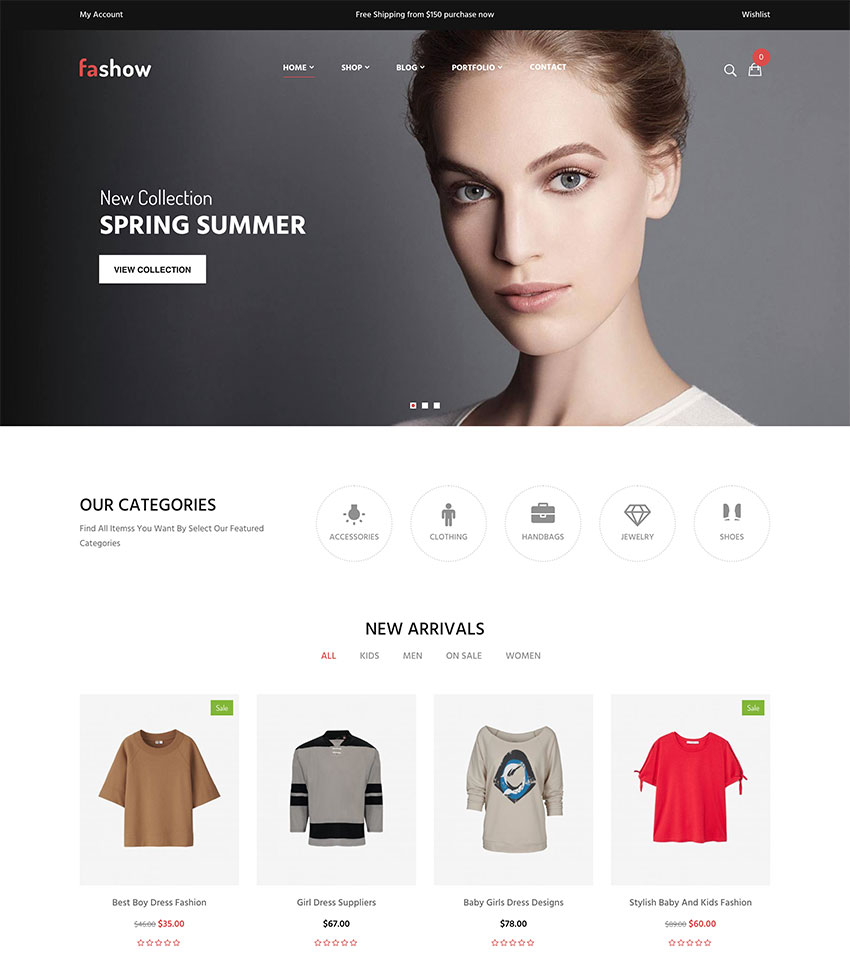 My Account Free Shipping from $150 purchase now Wishlist
fashow HOME SHOP BLOG PORTFOLIO CONTACT 0
New Collection
SPRING SUMMER
VIEW COLLECTION
OUR CATEGORIES
Find All Itemss You Want By Select Our Featured
Categories
ACCESSORIES CLOTHING HANDBAGS JEWELRY SHOES
NEW ARRIVALS
ALL KIDS MEN ON SALE WOMEN
Sale Sale
Best Boy Dress Fashion Girl Dress Suppliers Baby Girls Dress Designs Stylish Baby And Kids Fashion
$46.00 $35.00 $67.00 $78.00 $89.00 $60.00